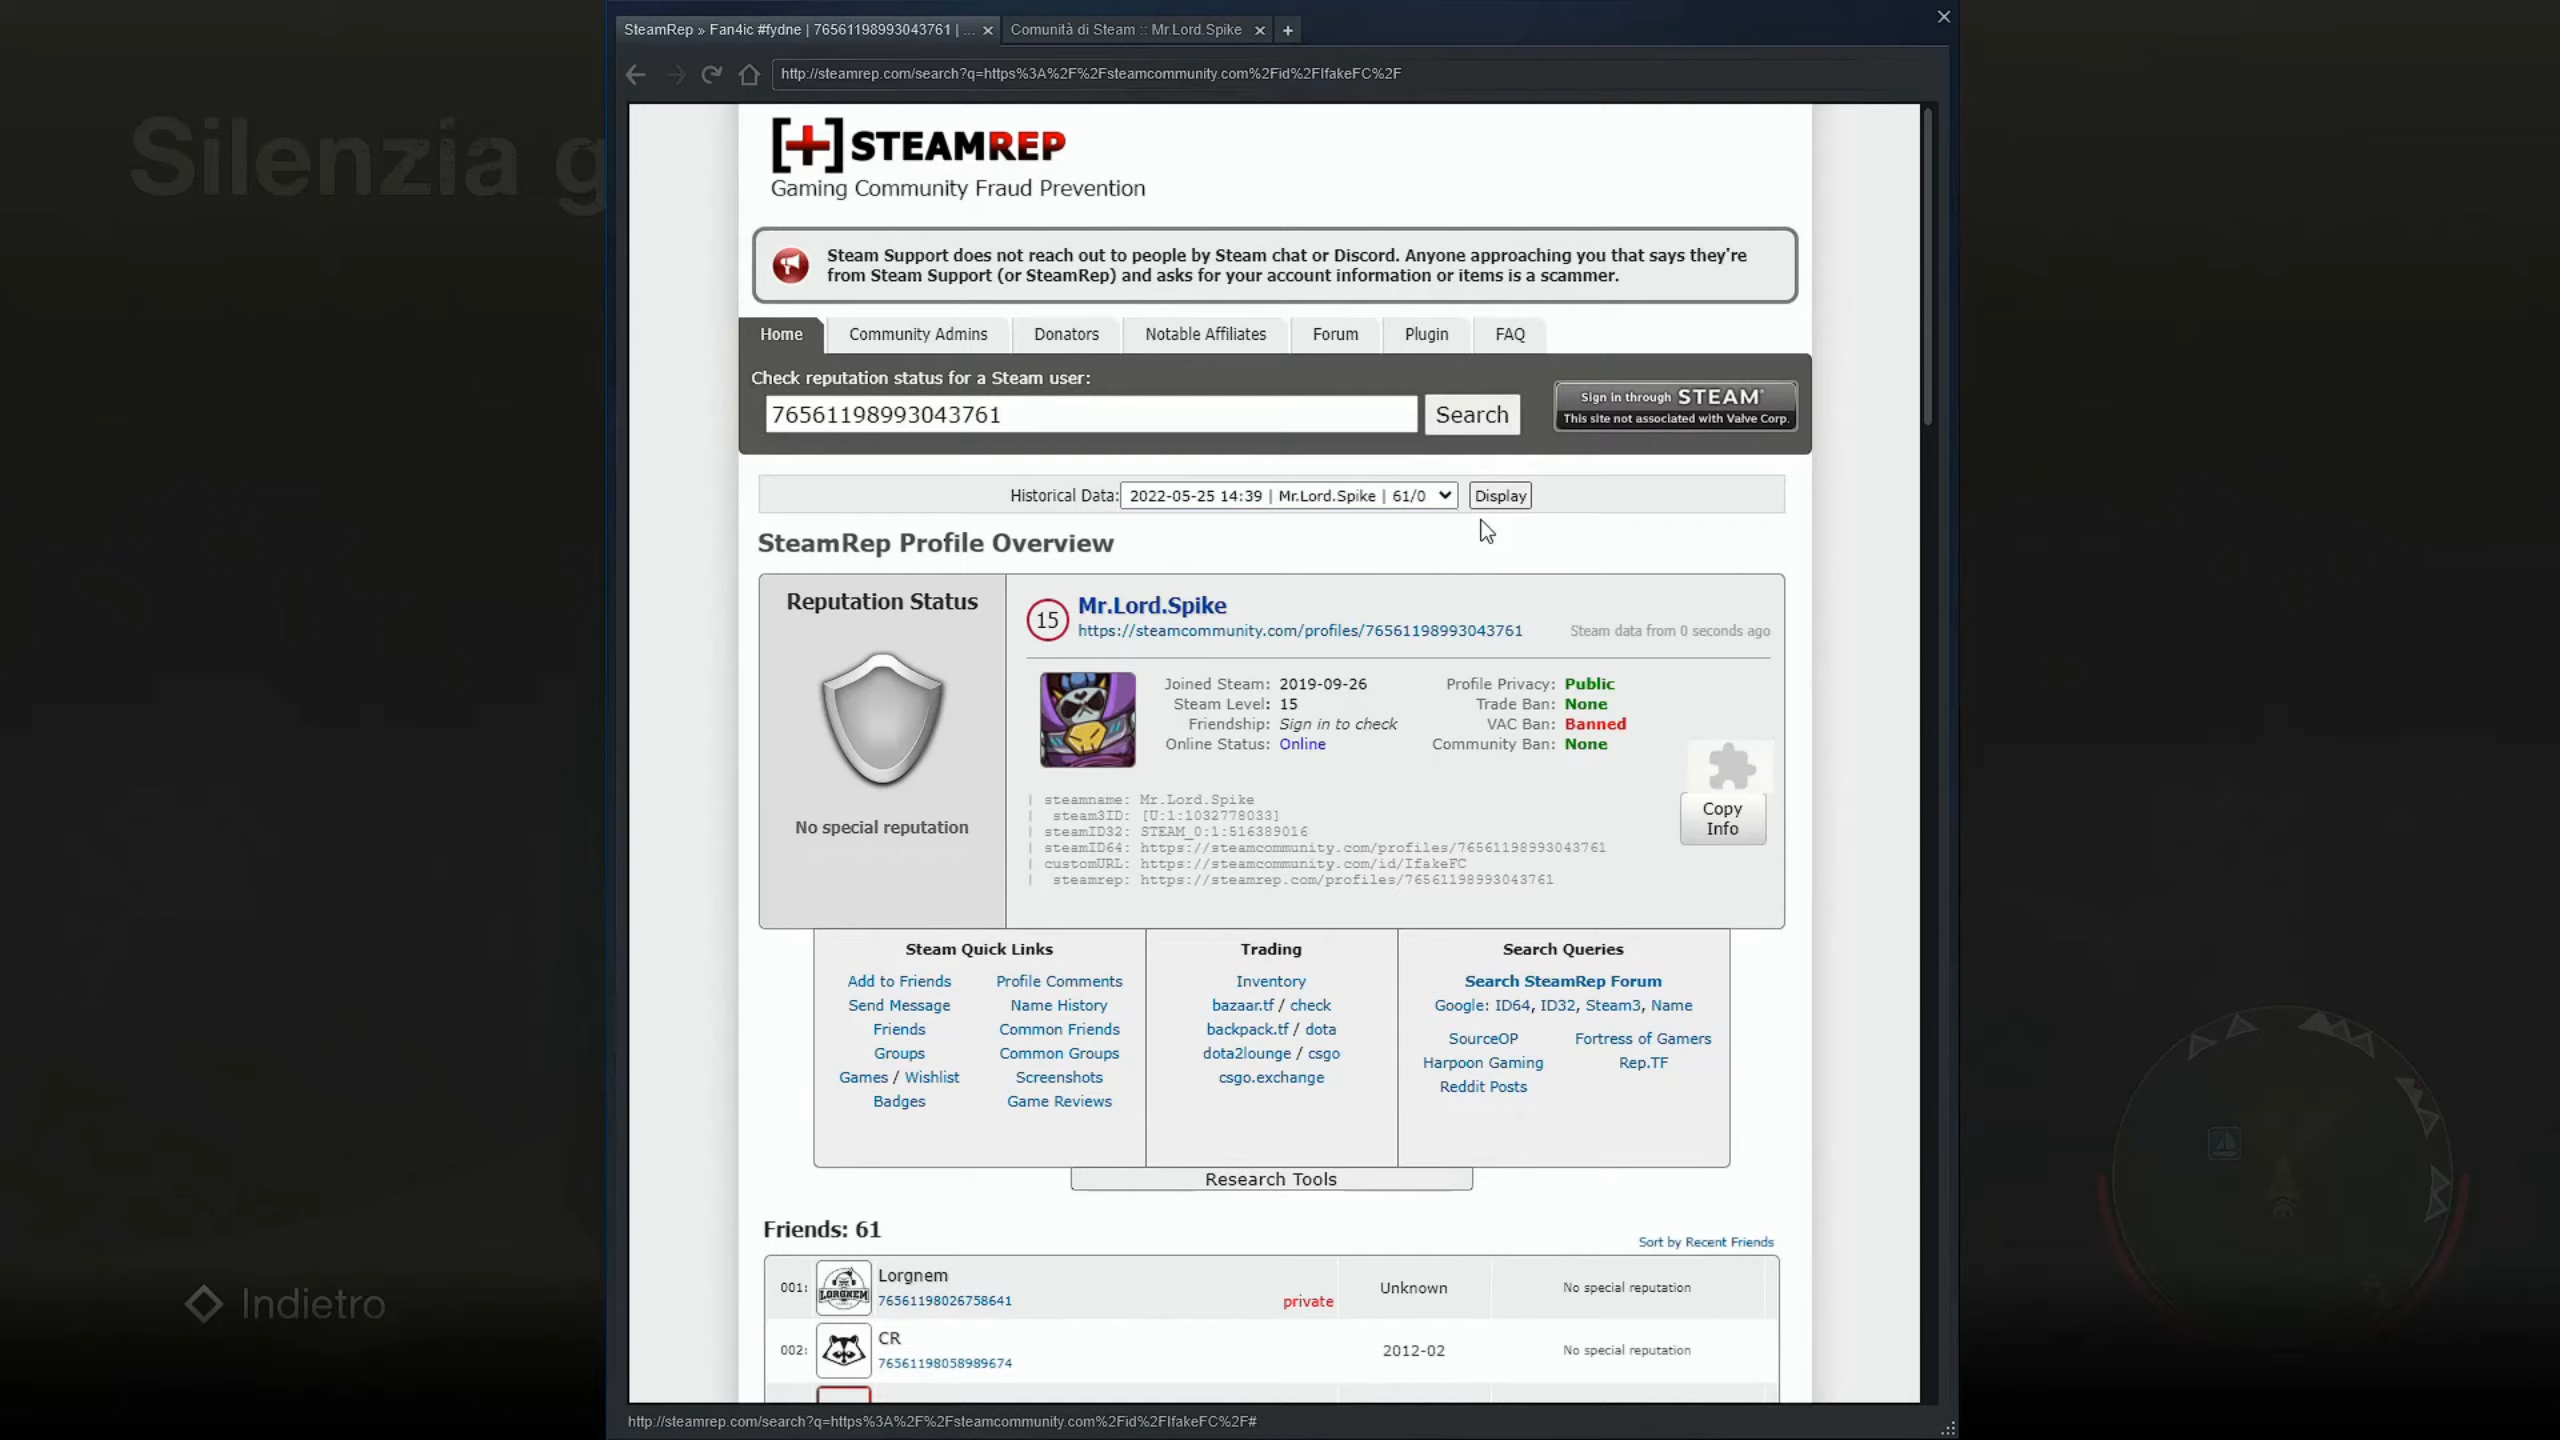 SteamRep » Fan4ic #fydne | 76561198993043761 | ...
Comunità di Steam :: Mr.Lord.Spike
http://steamrep.com/search?q=https%3A%2F%2Fsteamcommunity.com%2Fid%2FIfakeFC%2F
Silenzia g
[+] STEAMREP
Gaming Community Fraud Prevention
Steam Support does not reach out to people by Steam chat or Discord. Anyone approaching you that says they're
from Steam Support (or SteamRep) and asks for your account information or items is a scammer.
Home Community Admins Donators Notable Affiliates Forum Plugin FAQ
Check reputation status for a Steam user:
76561198993043761 Search
Sign in through STEAM
This site not associated with Valve Corp.
Historical Data: 2022-05-25 14:39 | Mr.Lord.Spike | 61/0 Display
SteamRep Profile Overview
Reputation Status
No special reputation
15 Mr.Lord.Spike
https://steamcommunity.com/profiles/76561198993043761 Steam data from 0 seconds ago
Joined Steam: 2019-09-26 Profile Privacy: Public
Steam Level: 15 Trade Ban: None
Friendship: Sign in to check VAC Ban: Banned
Online Status: Online Community Ban: None
| steamname: Mr.Lord.Spike
| steam3ID: [U:1:1032778033]
| steamID32: STEAM_0:1:516389016
| steamID64: https://steamcommunity.com/profiles/76561198993043761
| customURL: https://steamcommunity.com/id/IfakeFC
| steamrep: https://steamrep.com/profiles/76561198993043761
Copy
Info
Steam Quick Links
Add to Friends Profile Comments
Send Message Name History
Friends Common Friends
Groups Common Groups
Games / Wishlist Screenshots
Badges Game Reviews
Trading
Inventory
bazaar.tf / check
backpack.tf / dota
dota2lounge / csgo
csgo.exchange
Search Queries
Search SteamRep Forum
Google: ID64, ID32, Steam3, Name
SourceOP Fortress of Gamers
Harpoon Gaming Rep.TF
Reddit Posts
Research Tools
Friends: 61
Sort by Recent Friends
001: LORGNEM Lorgnem
76561198026758641 private Unknown No special reputation
002: CR
76561198058989674 2012-02 No special reputation
Indietro
http://steamrep.com/search?q=https%3A%2F%2Fsteamcommunity.com%2Fid%2FIfakeFC%2F#